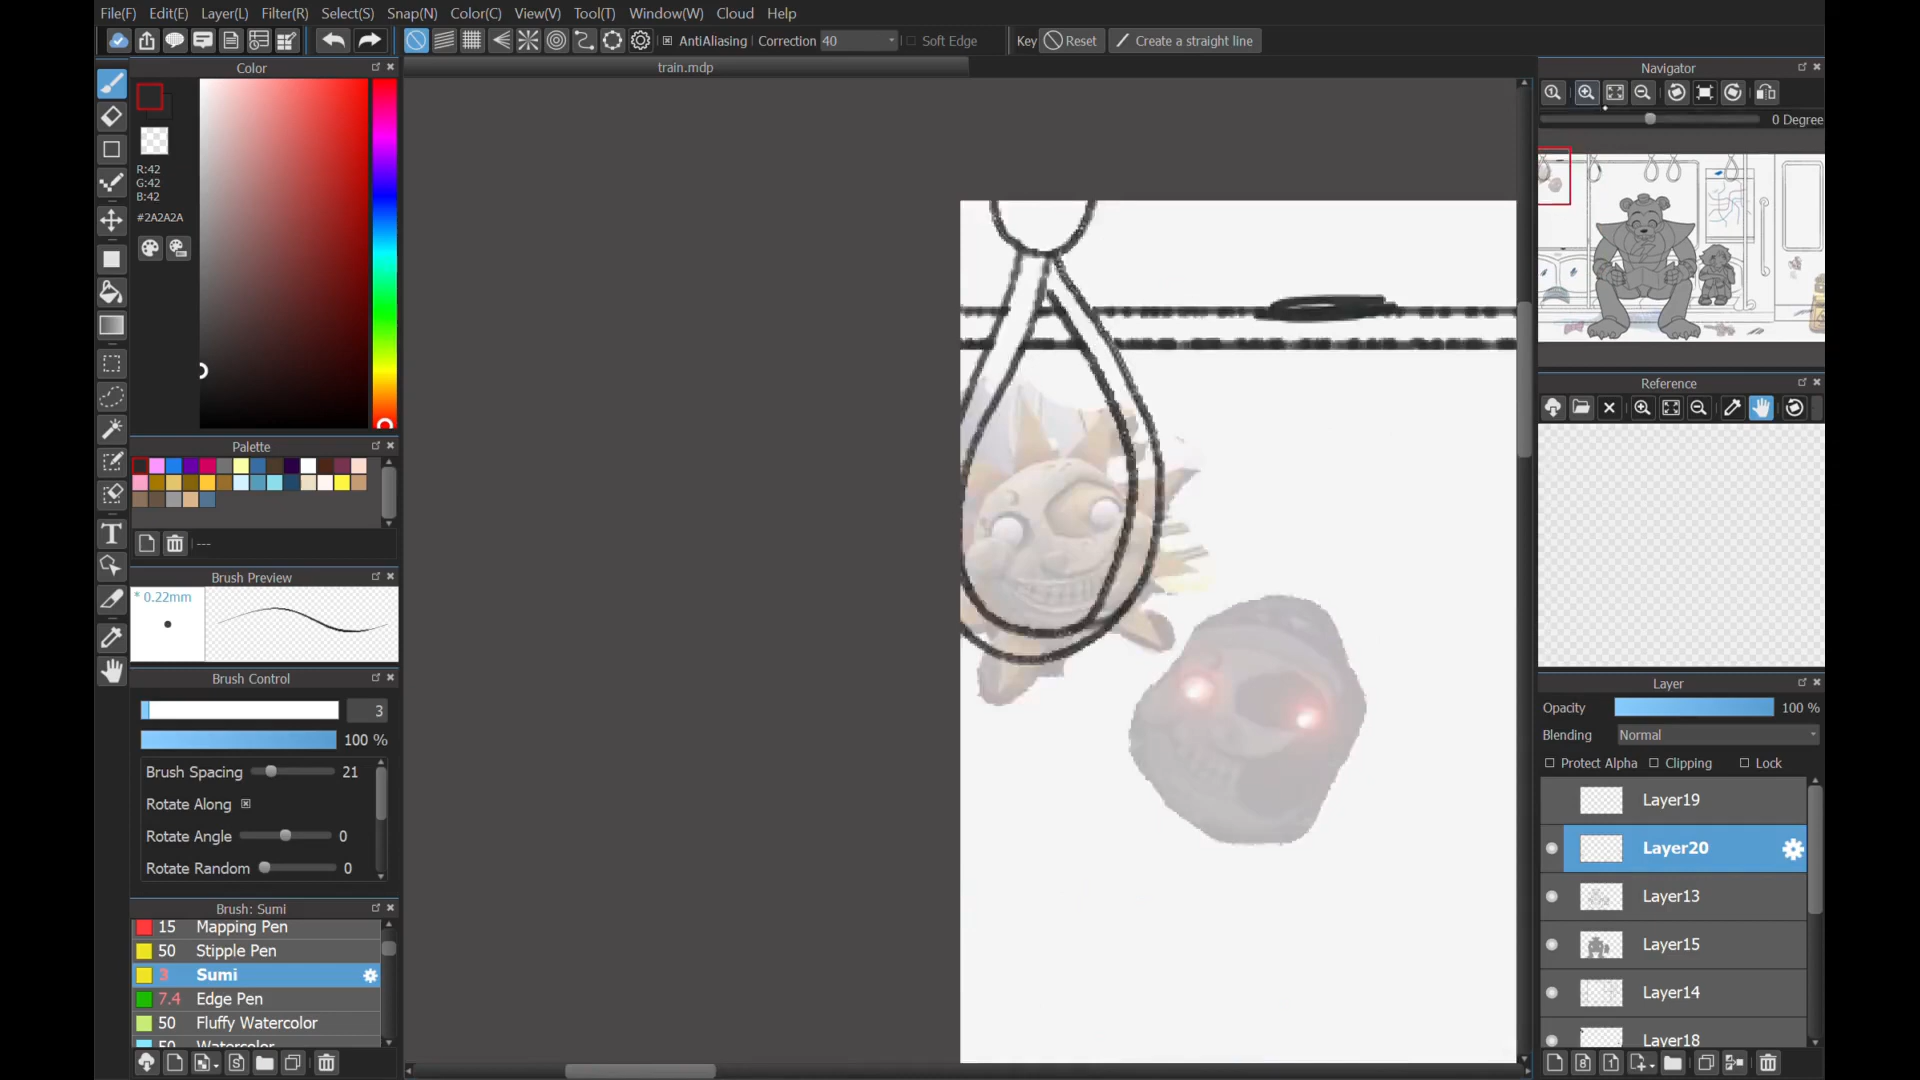 File(F) Edit(E) Layer(L) Filter(R) Select(S) Snap(N) Color(C) View(V) Tool(T) Window(W) Cloud Help
AntiAliasing Correction 40 Soft Edge Key Reset Create a straight line
Color
train.mdp
Navigator
0 Degree
R:42
G:42
B:42
#2A2A2A
Palette
---
Brush Preview
* 0.22mm
Brush Control
3
100 %
Brush Spacing 21
Rotate Along
Rotate Angle 0
Rotate Random 0
Brush: Sumi
15 Mapping Pen
50 Stipple Pen
3 Sumi
7.4 Edge Pen
50 Fluffy Watercolor
50 Watercolor
Reference
Layer
Opacity 100 %
Blending Normal
Protect Alpha Clipping Lock
Layer19
Layer20
Layer13
Layer15
Layer14
Layer18